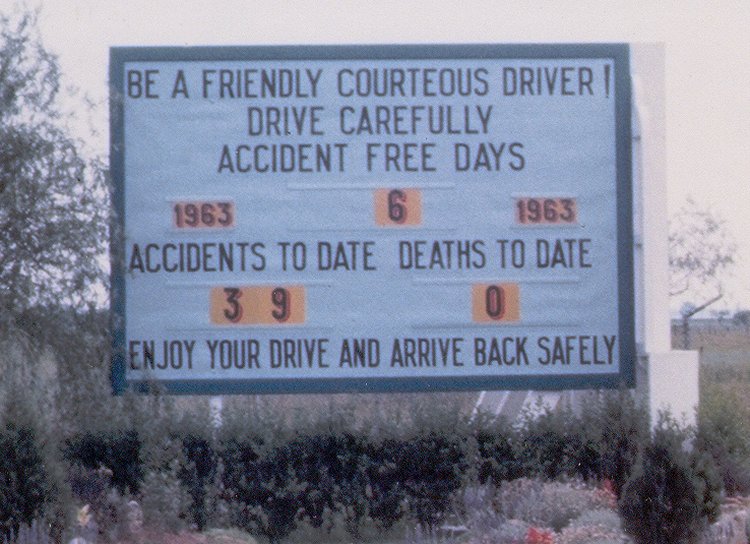 BE A FRIENDLY COURTEOUS DRIVER!
DRIVE CAREFULLY
ACCIDENT FREE DAYS
1963 6 1963
ACCIDENTS TO DATE DEATHS TO DATE
39 0
ENJOY YOUR DRIVE AND ARRIVE BACK SAFELY